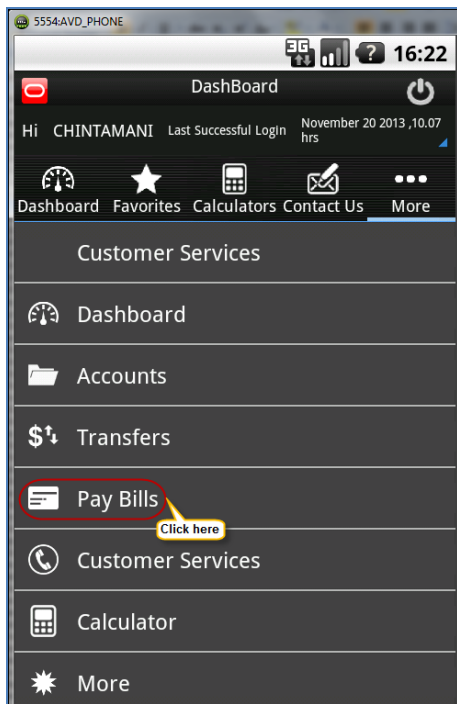 5554:AVD_PHONE
3G 16:22
DashBoard
Hi CHINTAMANI Last Successful Login November 20 2013 ,10.07
hrs
Dashboard Favorites Calculators Contact Us More
Customer Services
Dashboard
Accounts
Transfers
Pay Bills
Click here
Customer Services
Calculator
More